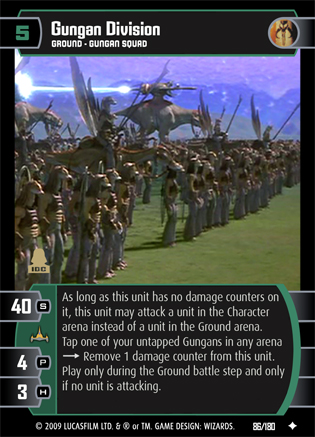 5
Gungan Division
GROUND - GUNGAN SQUAD
IDC
40 S
4 P
3 H
As long as this unit has no damage counters on
it, this unit may attack a unit in the Character
arena instead of a unit in the Ground arena.
Tap one of your untapped Gungans in any arena
→ Remove 1 damage counter from this unit.
Play only during the Ground battle step and only
if no unit is attacking.
© 2009 LUCASFILM LTD. & ® or TM. GAME DESIGN: WIZARDS. 86/180